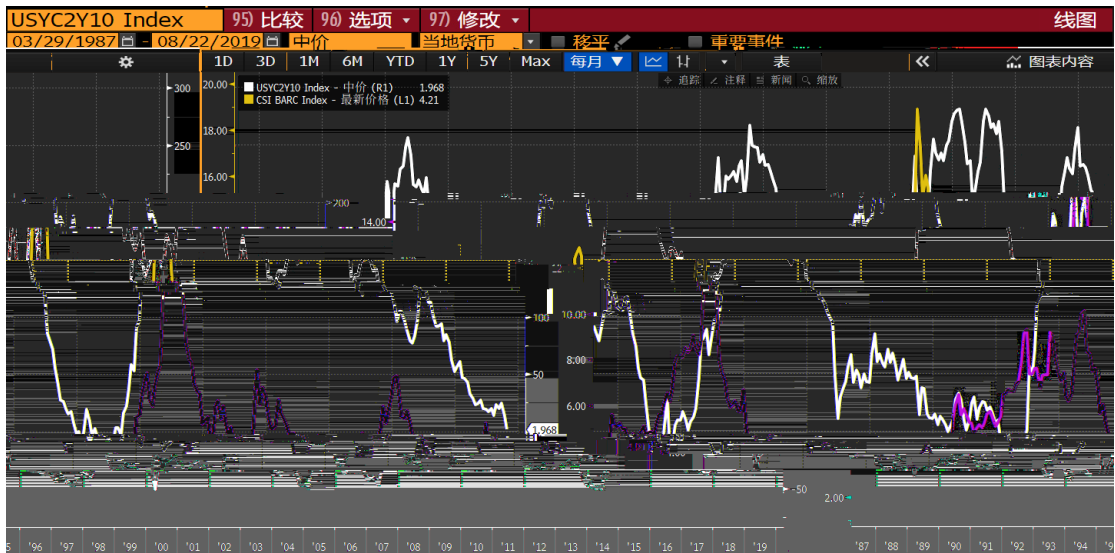 USYC2Y10 Index 95) 比较 96) 选项 97) 修改 线图
03/29/1987 - 08/22/2019 中价 当地货币 移平 重要事件
1D 3D 1M 6M YTD 1Y 5Y Max 每月 表 图表内容
追踪 注释 新闻 缩放
USYC2Y10 Index - 中价 (R1) 1.968
CSI BARC Index - 最新价格 (L1) 4.21
300 20.00
250 18.00
16.00
200
14.00
100 10.00
50 8.00
6.00
1.968
-50 2.00
'96 '97 '98 '99 '00 '01 '02 '03 '04 '05 '06 '07 '08 '09 '10 '11 '12 '13 '14 '15 '16 '17 '18 '19 '87 '88 '89 '90 '91 '92 '93 '94